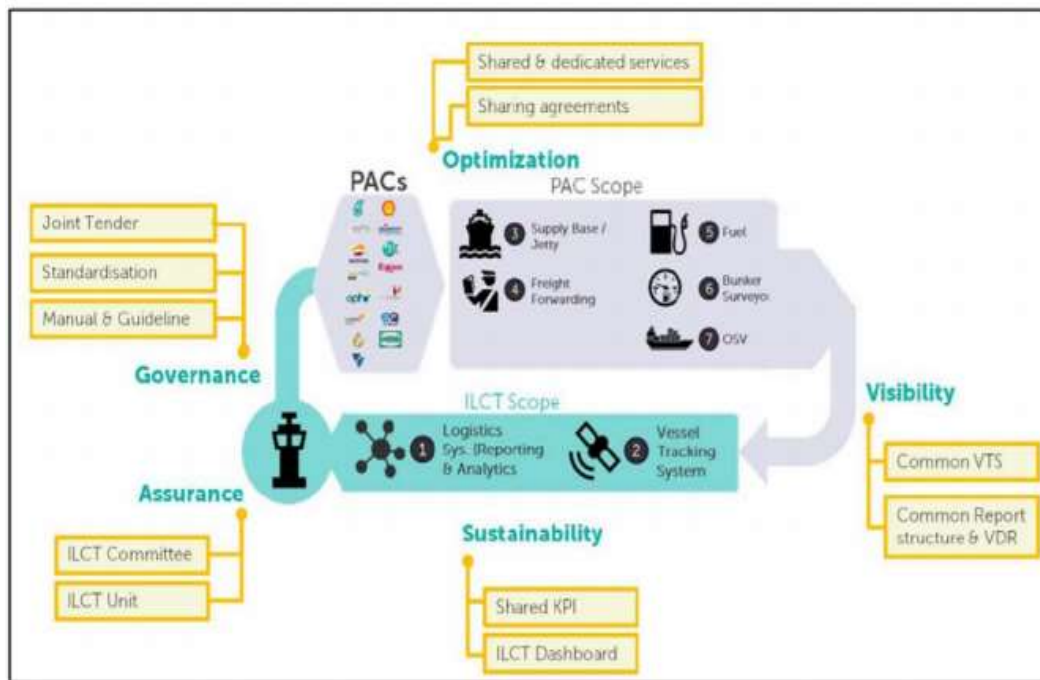 Shared & dedicated services
Sharing agreements
Optimization
PACs
PAC Scope
Joint Tender
Standardisation
Manual & Guideline
Governance
3
Supply Base /
Jetty
5
Fuel
4
Freight
Forwarding
6
Bunker
Surveyor
7
OSV
ILCT Scope
1
Logistics
Sys. (Reporting
& Analytics
2
Vessel
Tracking
System
Visibility
Common VTS
Common Report
structure & VDR
Assurance
ILCT Committee
ILCT Unit
Sustainability
Shared KPI
ILCT Dashboard